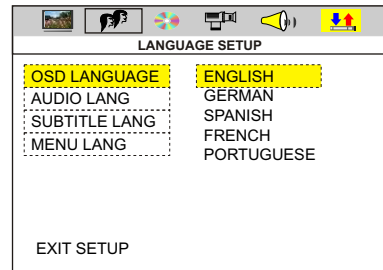 LANGUAGE SETUP
OSD LANGUAGE
AUDIO LANG
SUBTITLE LANG
MENU LANG
ENGLISH
GERMAN
SPANISH
FRENCH
PORTUGUESE
EXIT SETUP